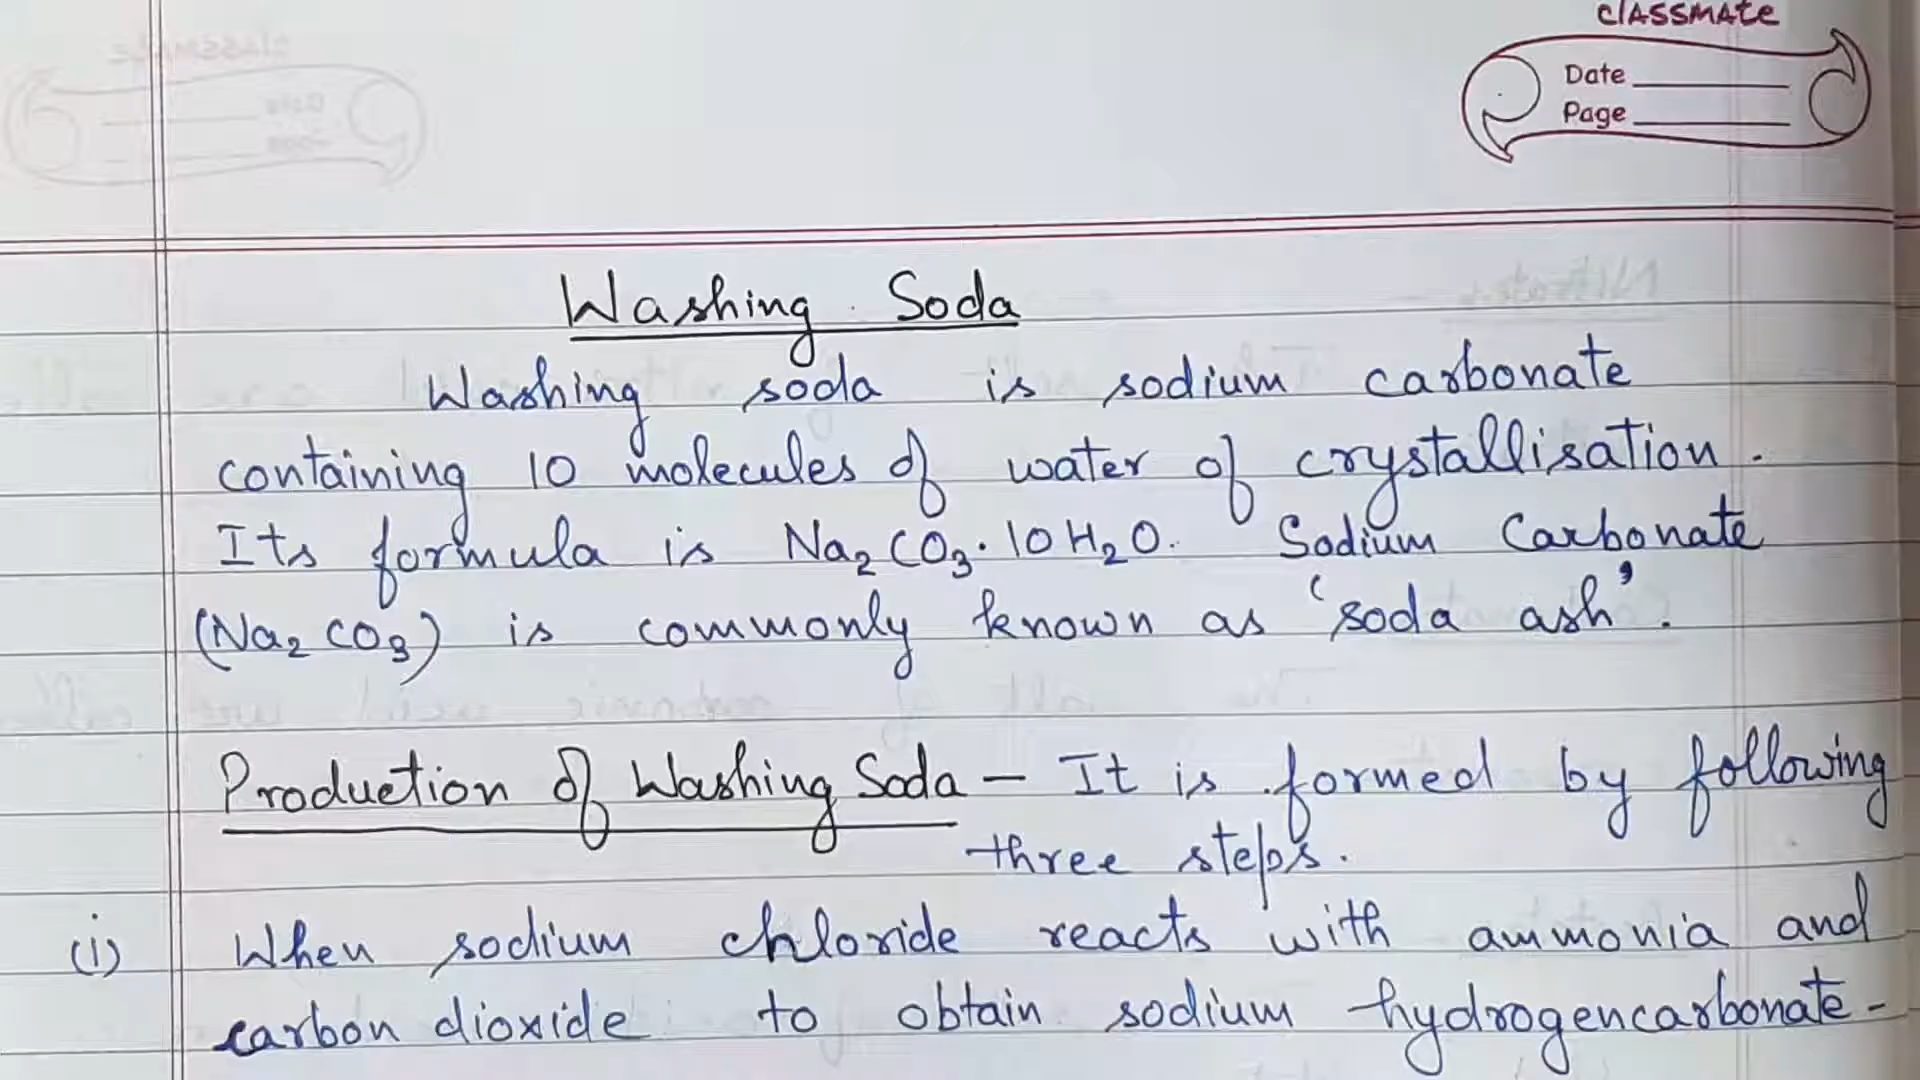 classmate
Date
Page
Washing Soda
Washing soda is sodium carbonate
containing 10 molecules of water of crystallisation.
Its formula is Na₂CO₃.10H₂O. Sodium Carbonate
(Na₂CO₃) is commonly known as 'soda ash'.
Production of Washing Soda – It is formed by following
three steps.
(i) When sodium chloride reacts with ammonia and
carbon dioxide to obtain sodium hydrogencarbonate-